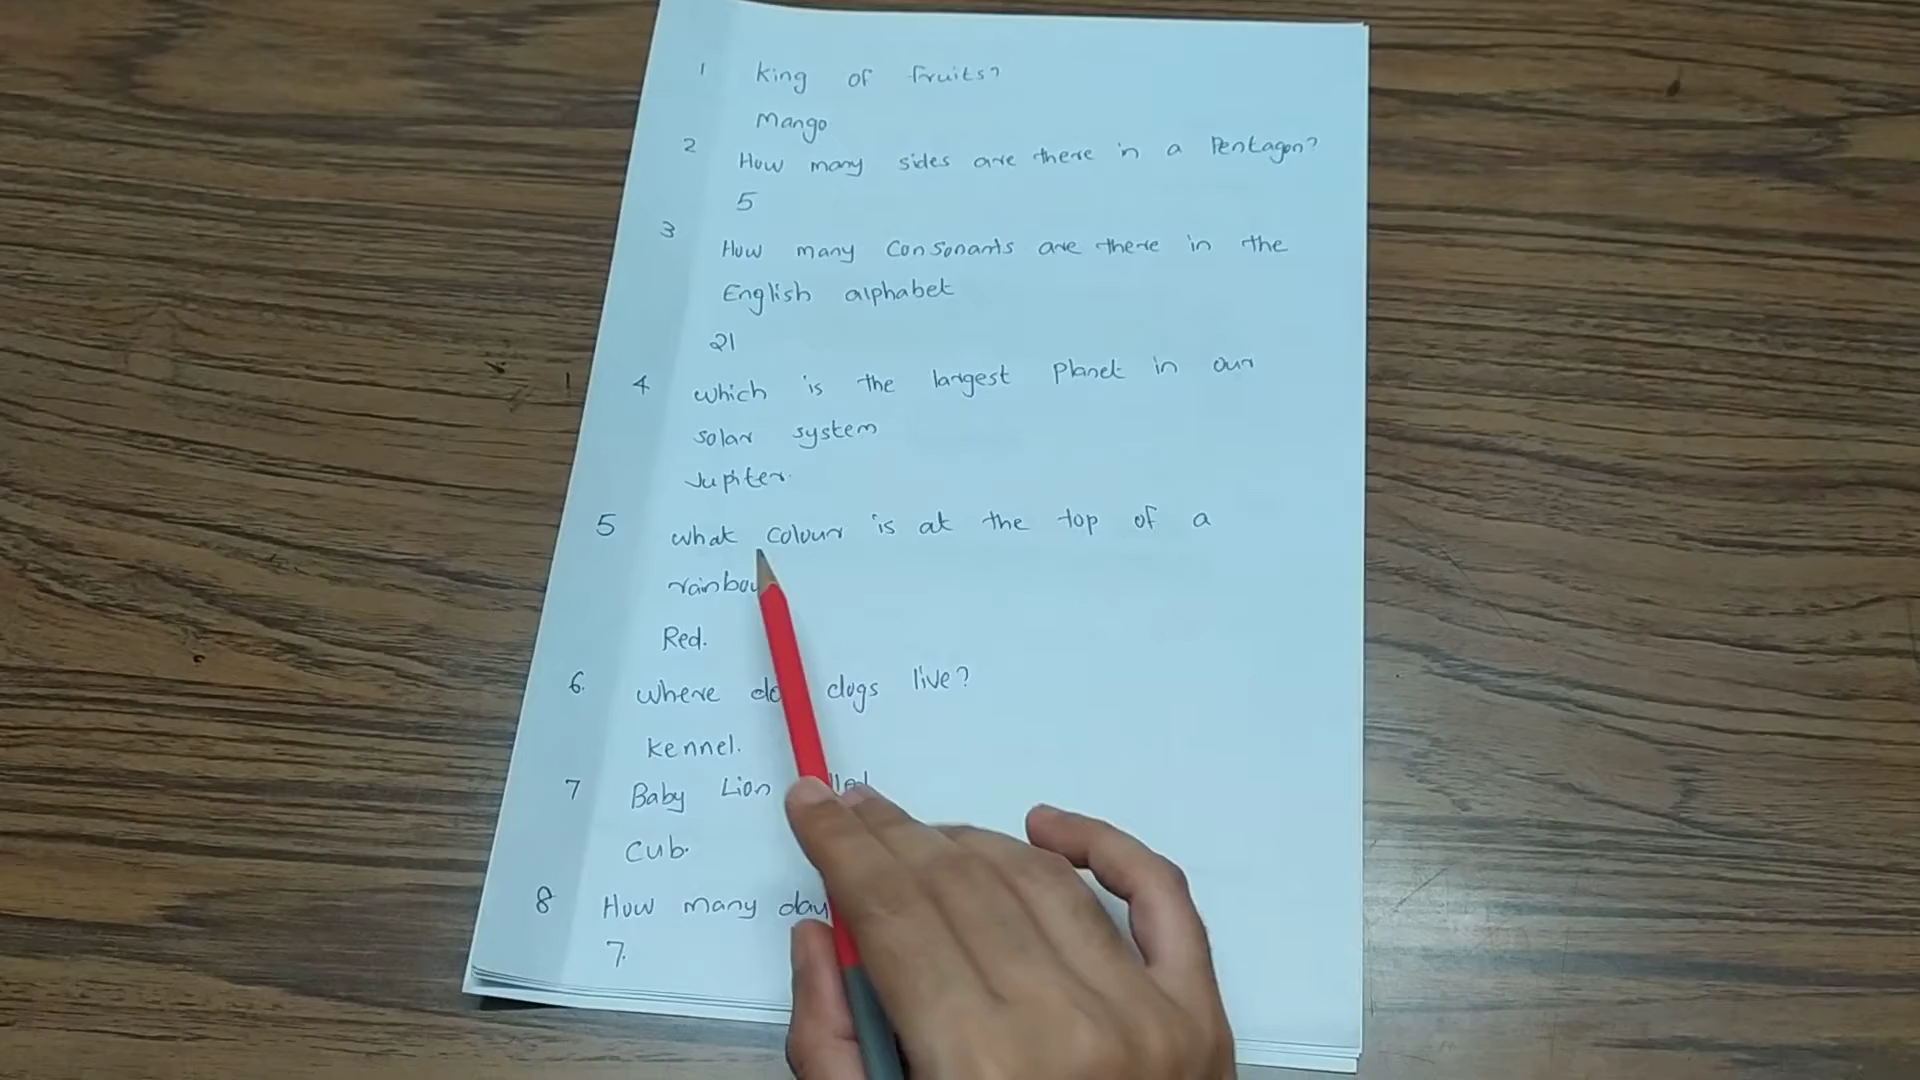 1 King of fruits?
Mango
2 How many sides are there in a Pentagon?
5
3 How many Consonants are there in the
English alphabet
21
4 which is the largest Planet in our
solar system
Jupiter.
5 what colour is at the top of a
Red.
6. where dogs live?
Kennel.
7 Baby Lion
Cub.
8 How many
7.